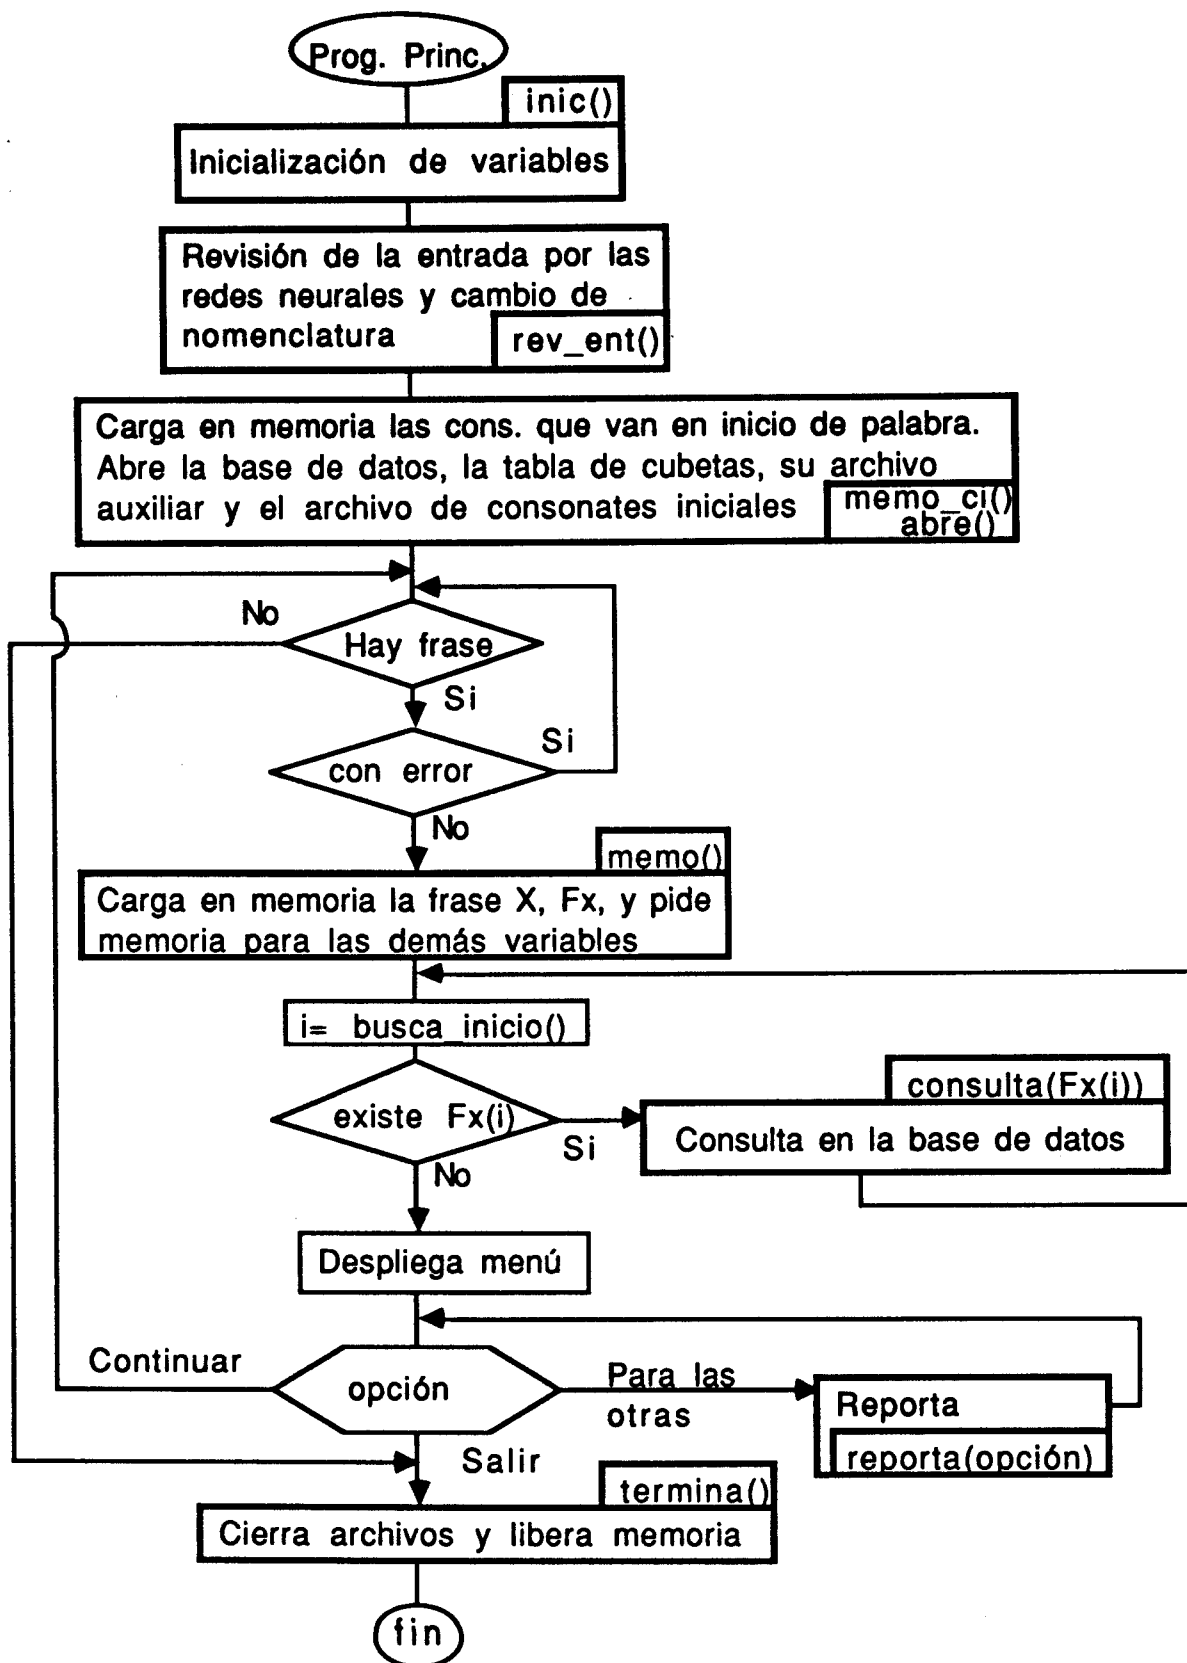 Prog. Princ.
inic()
Inicialización de variables
Revisión de la entrada por las
redes neurales y cambio de
nomenclatura
rev_ent()
Carga en memoria las cons. que van en inicio de palabra.
Abre la base de datos, la tabla de cubetas, su archivo
auxiliar y el archivo de consonates iniciales
memo_ci()
abre()
No
Hay frase
Si
Si
con error
No
memo()
Carga en memoria la frase X, Fx, y pide
memoria para las demás variables
i= busca_inicio()
consulta(Fx(i))
existe Fx(i)
Si
Consulta en la base de datos
No
Despliega menú
Continuar
opción
Para las
otras
Reporta
reporta(opción)
Salir
termina()
Cierra archivos y libera memoria
fin